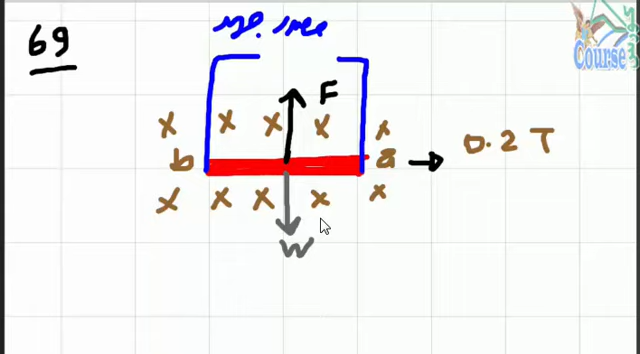 69
F
x x x x x
b a → 0.2 T
x x x x x
W
Course